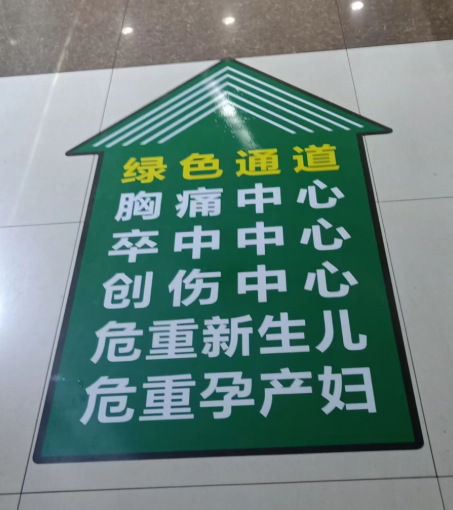 绿色通道
胸痛中心
卒中中心
创伤中心
危重新生儿
危重孕产妇